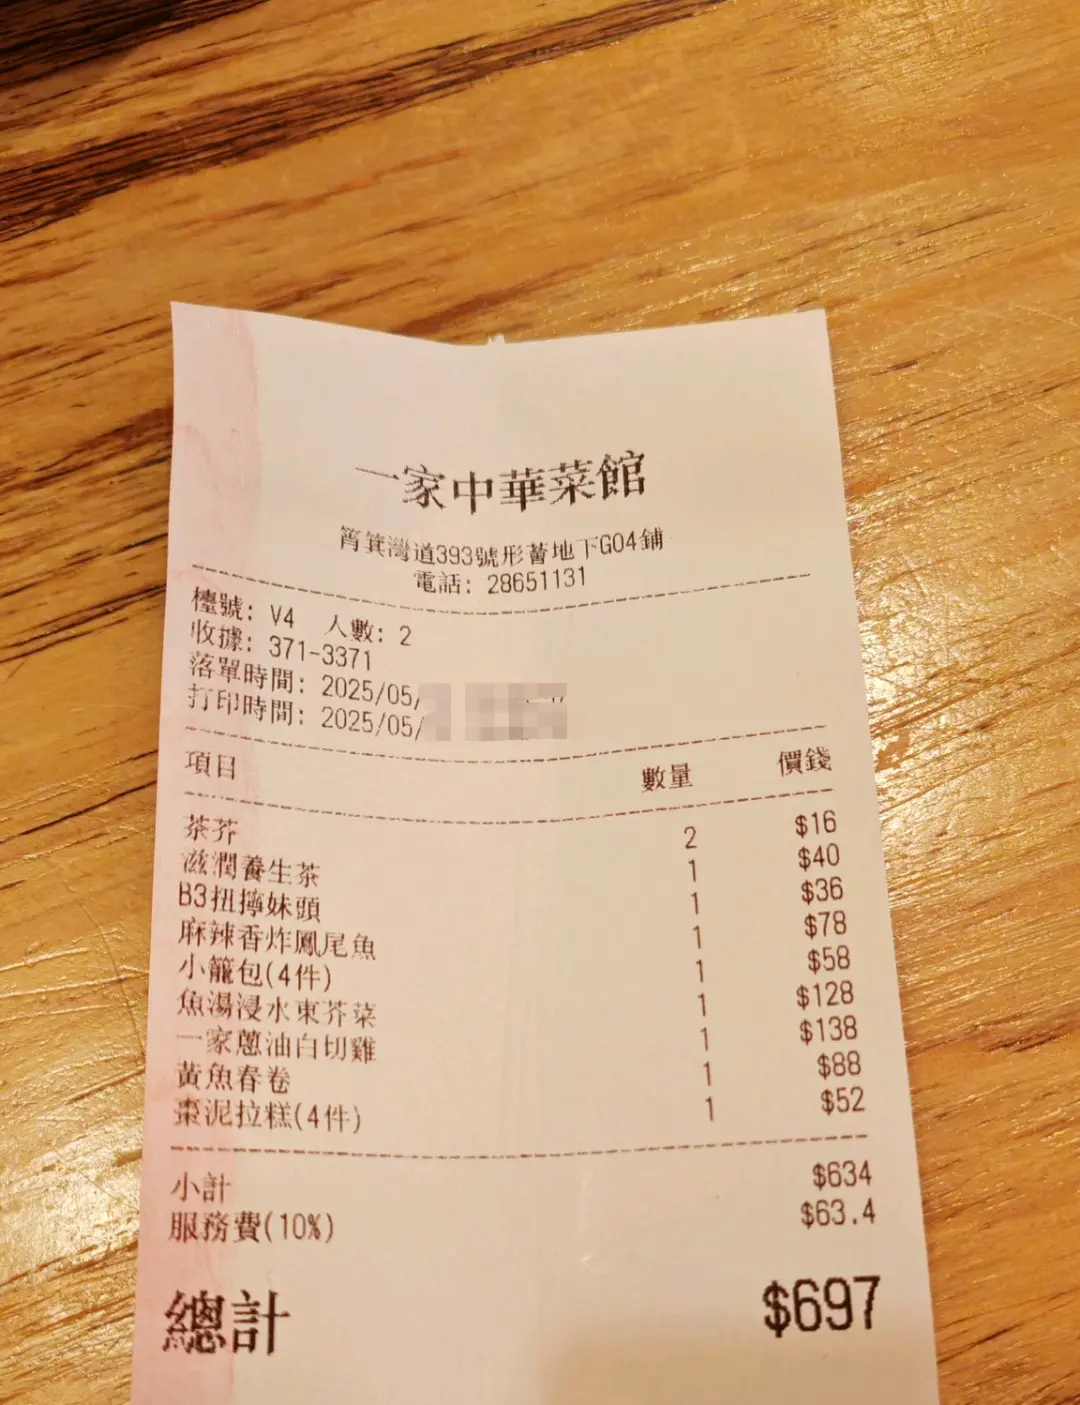 一家中華菜館
筲箕灣道393號形薈地下G04鋪
電話: 28651131
檯號: V4 人數: 2
收據: 371-3371
落單時間: 2025/05/
打印時間: 2025/05/
項目 數量 價錢
茶芥 2 $16
滋潤養生茶 1 $40
B3扭擰妹頭 1 $36
麻辣香炸鳳尾魚 1 $78
小籠包(4件) 1 $58
魚湯浸水東芥菜 1 $128
一家蔥油白切雞 1 $138
黃魚春卷 1 $88
棗泥拉糕(4件) 1 $52
小計 $634
服務費(10%) $63.4
總計 $697